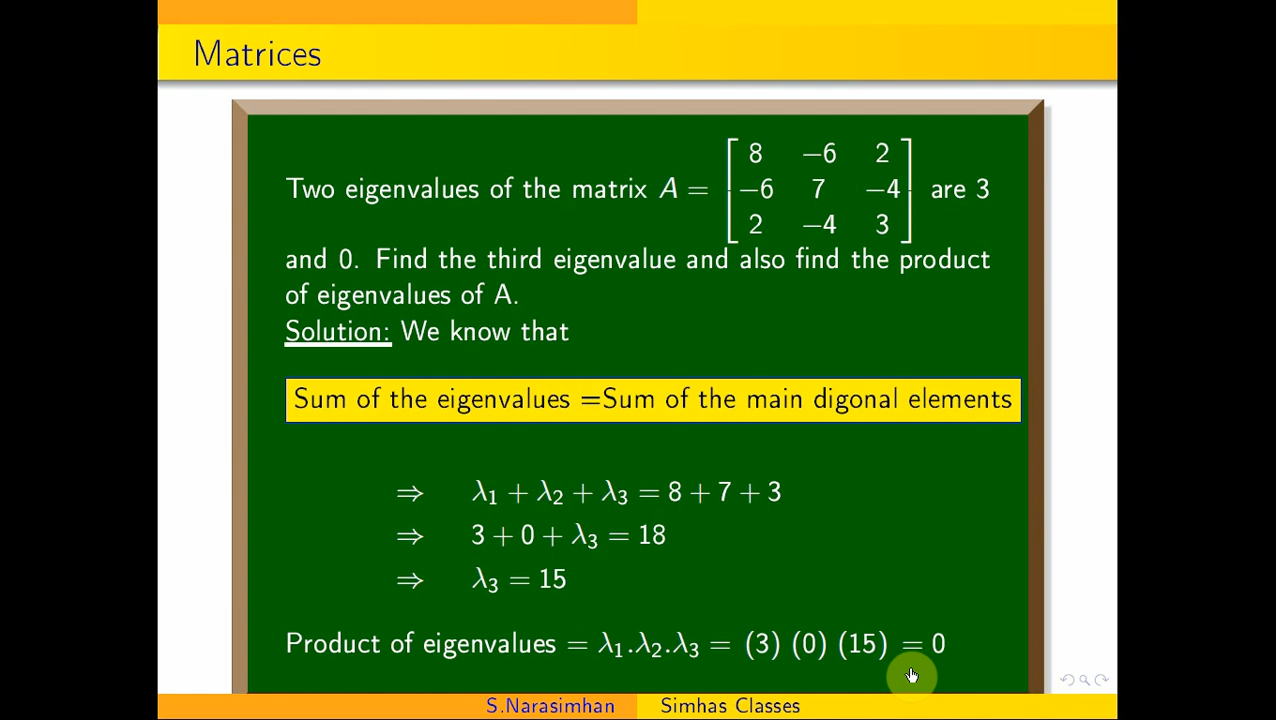 Matrices
8 −6 2
Two eigenvalues of the matrix A = −6 7 −4 are 3
2 −4 3
and 0. Find the third eigenvalue and also find the product
of eigenvalues of A.
Solution: We know that
Sum of the eigenvalues =Sum of the main digonal elements
⇒ λ₁ + λ₂ + λ₃ = 8 + 7 + 3
⇒ 3 + 0 + λ₃ = 18
⇒ λ₃ = 15
Product of eigenvalues = λ₁.λ₂.λ₃ = (3) (0) (15) = 0
S.Narasimhan Simhas Classes